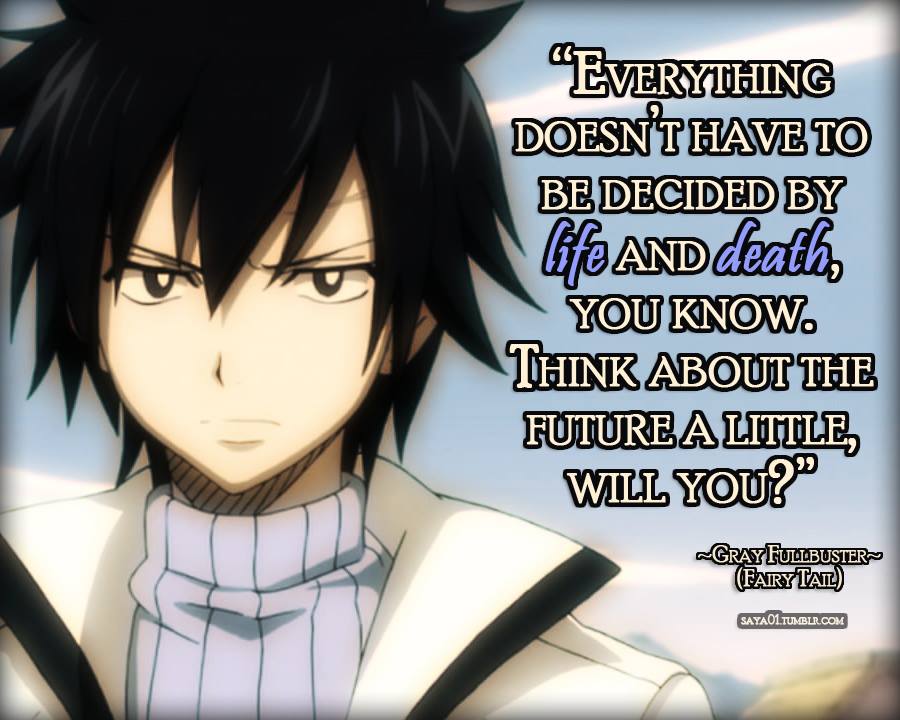 “Everything
doesn't have to
be decided by
life and death,
you know.
Think about the
future a little,
will you?”
~Gray Fullbuster~
(Fairy Tail)
saya01.tumblr.com